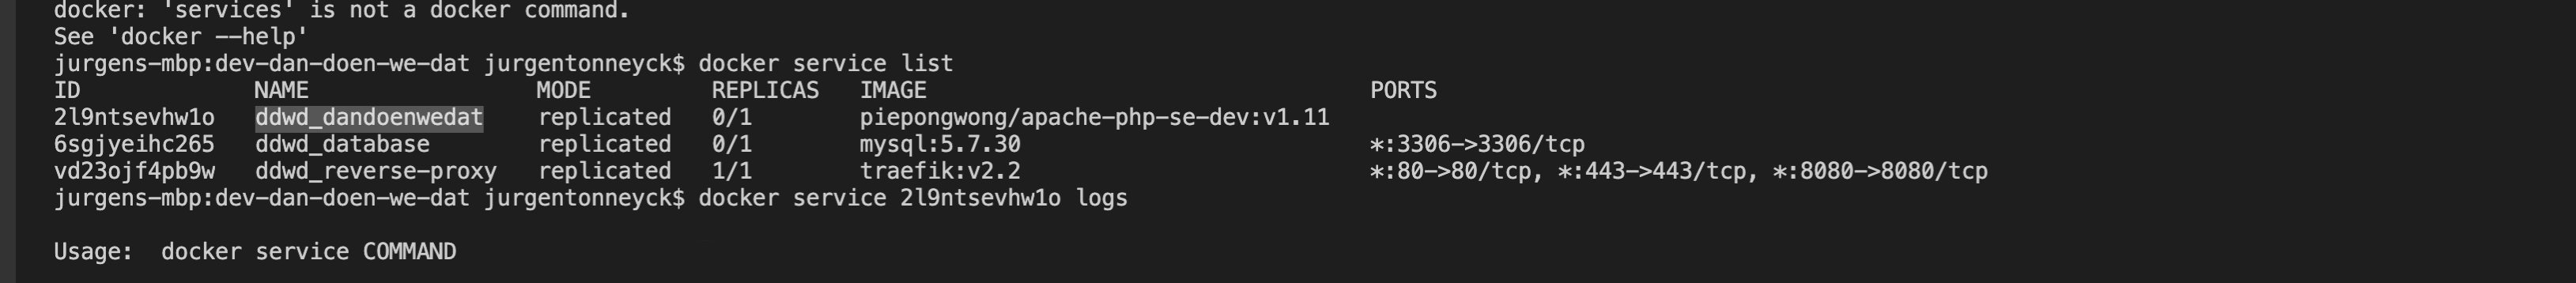 docker: 'services' is not a docker command.
See 'docker --help'
jurgens-mbp:dev-dan-doen-we-dat jurgentonneyck$ docker service list
ID NAME MODE REPLICAS IMAGE PORTS
2l9ntsevhw1o ddwd_dandoenwedat replicated 0/1 piepongwong/apache-php-se-dev:v1.11
6sgjyeihc265 ddwd_database replicated 0/1 mysql:5.7.30 *:3306->3306/tcp
vd23ojf4pb9w ddwd_reverse-proxy replicated 1/1 traefik:v2.2 *:80->80/tcp, *:443->443/tcp, *:8080->8080/tcp
jurgens-mbp:dev-dan-doen-we-dat jurgentonneyck$ docker service 2l9ntsevhw1o logs
Usage: docker service COMMAND